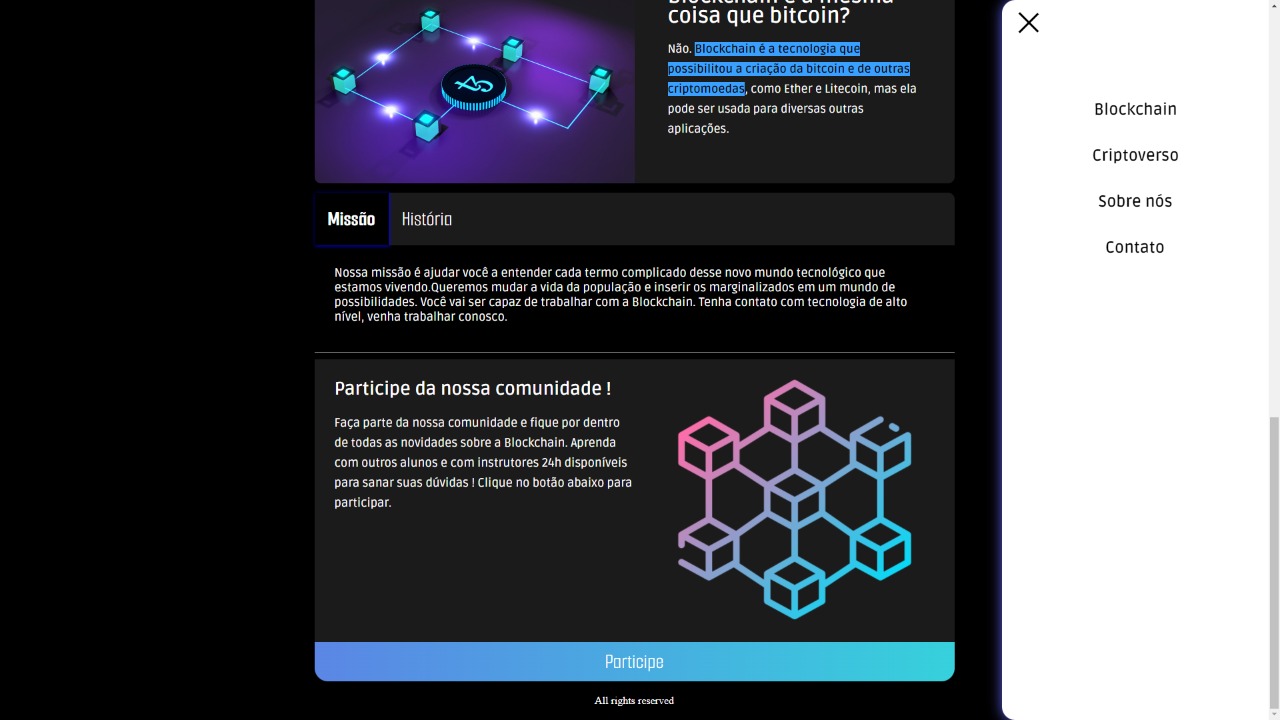 Blockchain é a mesma
coisa que bitcoin?
Não. Blockchain é a tecnologia que
possibilitou a criação da bitcoin e de outras
criptomoedas, como Ether e Litecoin, mas ela
pode ser usada para diversas outras
aplicações.
Missão
História
Nossa missão é ajudar você a entender cada termo complicado desse novo mundo tecnológico que
estamos vivendo.Queremos mudar a vida da população e inserir os marginalizados em um mundo de
possibilidades. Você vai ser capaz de trabalhar com a Blockchain. Tenha contato com tecnologia de alto
nível, venha trabalhar conosco.
Participe da nossa comunidade !
Faça parte da nossa comunidade e fique por dentro
de todas as novidades sobre a Blockchain. Aprenda
com outros alunos e com instrutores 24h disponíveis
para sanar suas dúvidas ! Clique no botão abaixo para
participar.
Participe
All rights reserved
Blockchain
Criptoverso
Sobre nós
Contato